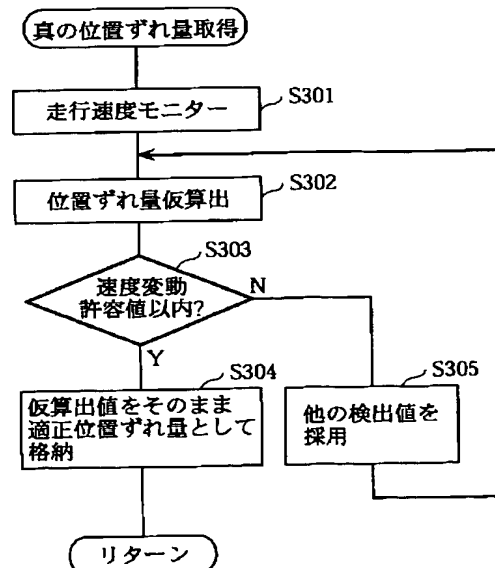 真の位置ずれ量取得
走行速度モニター
S301
位置ずれ量仮算出
S302
S303
速度変動
許容値以内?
N
Y
S304
仮算出値をそのまま
適正位置ずれ量として
格納
S305
他の検出値を
採用
リターン